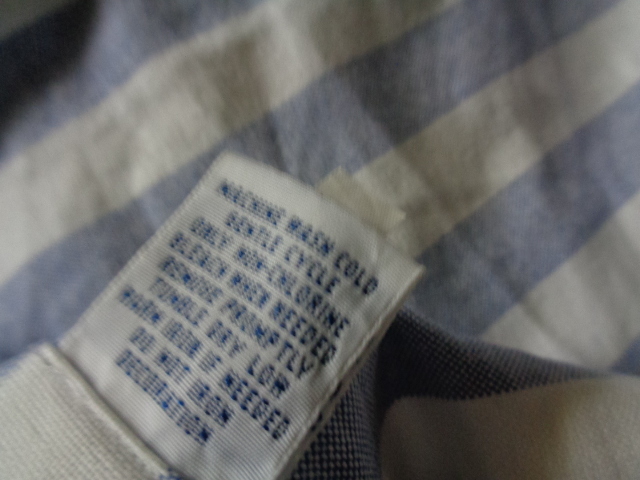 MACHINE WASH COLD
GENTLE CYCLE
ONLY NON-CHLORINE
BLEACH WHEN NEEDED
REMOVE PROMPTLY
TUMBLE DRY LOW
WARM IRON IF NEEDED
DO NOT IRON
DECORATION